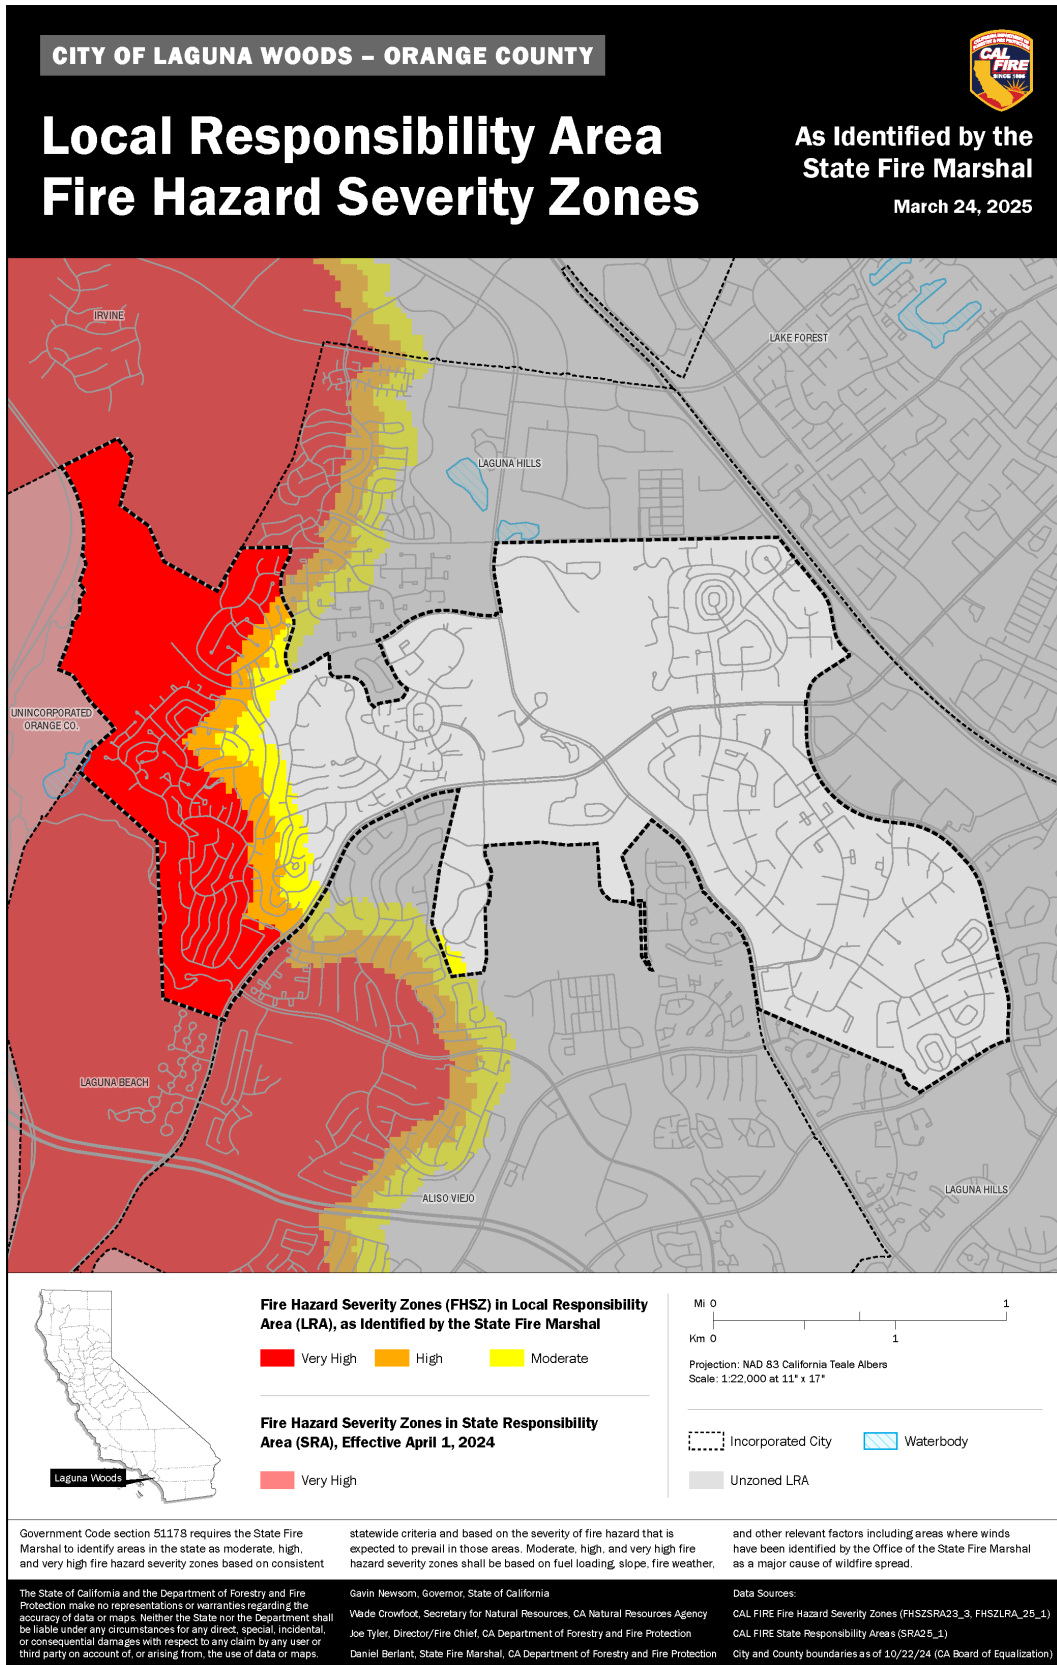 CITY OF LAGUNA WOODS – ORANGE COUNTY
Local Responsibility Area
Fire Hazard Severity Zones
CALIFORNIA DEPARTMENT OF
FORESTRY & FIRE PROTECTION
CAL
FIRE
SINCE 1885
As Identified by the
State Fire Marshal
March 24, 2025
IRVINE
LAKE FOREST
LAGUNA HILLS
UNINCORPORATED
ORANGE CO.
LAGUNA BEACH
ALISO VIEJO
LAGUNA HILLS
Laguna Woods
Fire Hazard Severity Zones (FHSZ) in Local Responsibility
Area (LRA), as Identified by the State Fire Marshal
Very High
High
Moderate
Fire Hazard Severity Zones in State Responsibility
Area (SRA), Effective April 1, 2024
Very High
Mi 0 1
Km 0 1
Projection: NAD 83 California Teale Albers
Scale: 1:22,000 at 11" x 17"
Incorporated City
Waterbody
Unzoned LRA
Government Code section 51178 requires the State Fire
Marshal to identify areas in the state as moderate, high,
and very high fire hazard severity zones based on consistent
statewide criteria and based on the severity of fire hazard that is
expected to prevail in those areas. Moderate, high, and very high fire
hazard severity zones shall be based on fuel loading, slope, fire weather,
and other relevant factors including areas where winds
have been identified by the Office of the State Fire Marshal
as a major cause of wildfire spread.
The State of California and the Department of Forestry and Fire
Protection make no representations or warranties regarding the
accuracy of data or maps. Neither the State nor the Department shall
be liable under any circumstances for any direct, special, incidental,
or consequential damages with respect to any claim by any user or
third party on account of, or arising from, the use of data or maps.
Gavin Newsom, Governor, State of California
Wade Crowfoot, Secretary for Natural Resources, CA Natural Resources Agency
Joe Tyler, Director/Fire Chief, CA Department of Forestry and Fire Protection
Daniel Berlant, State Fire Marshal, CA Department of Forestry and Fire Protection
Data Sources:
CAL FIRE Fire Hazard Severity Zones (FHSZSRA23_3, FHSZLRA_25_1)
CAL FIRE State Responsibility Areas (SRA25_1)
City and County boundaries as of 10/22/24 (CA Board of Equalization)